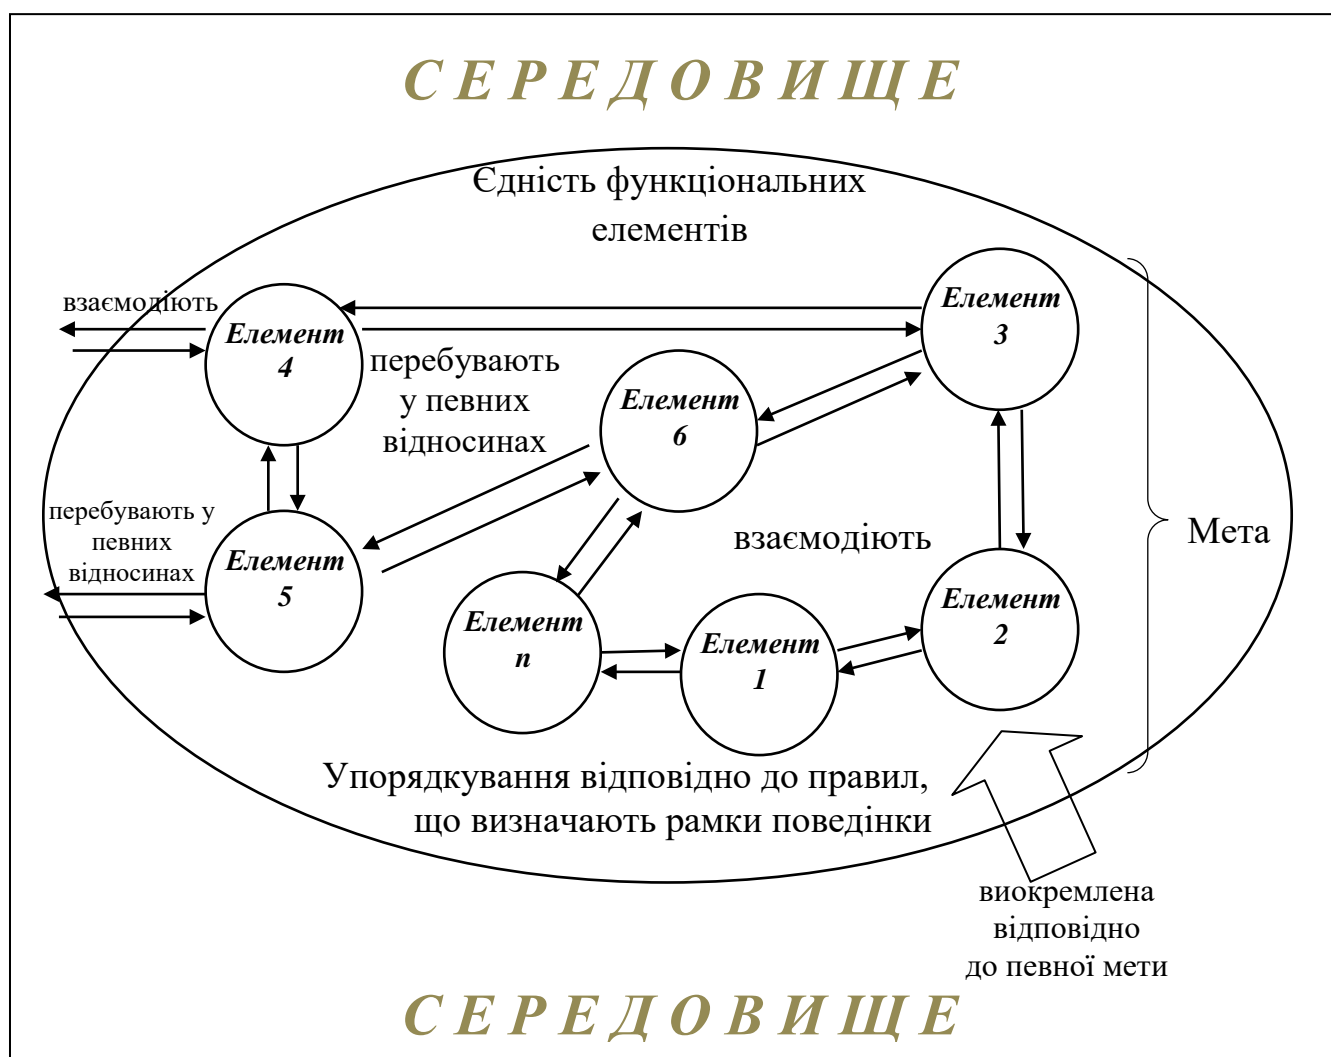 С Е Р Е Д О В И Щ Е
Єдність функціональних
елементів
взаємодіють
Елемент
4
Елемент
3
перебувають
у певних
відносинах
Елемент
6
перебувають у
певних
відносинах
Елемент
5
взаємодіють
Мета
Елемент
n
Елемент
1
Елемент
2
Упорядкування відповідно до правил,
що визначають рамки поведінки
виокремлена
відповідно
до певної мети
С Е Р Е Д О В И Щ Е